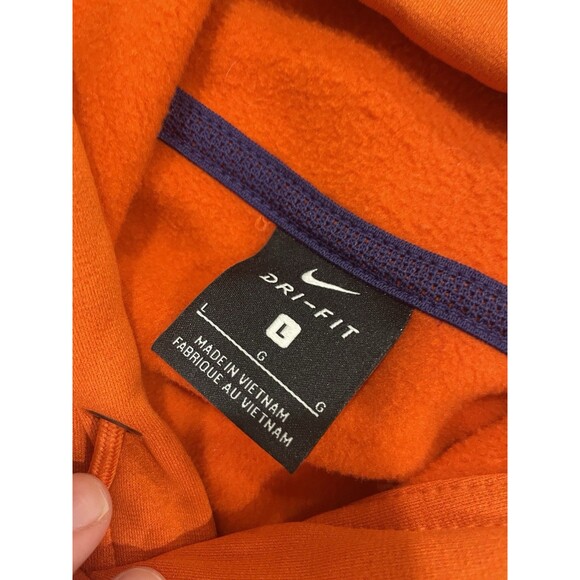 DRI-FIT
L
L G G
MADE IN VIETNAM
FABRIQUE AU VIETNAM